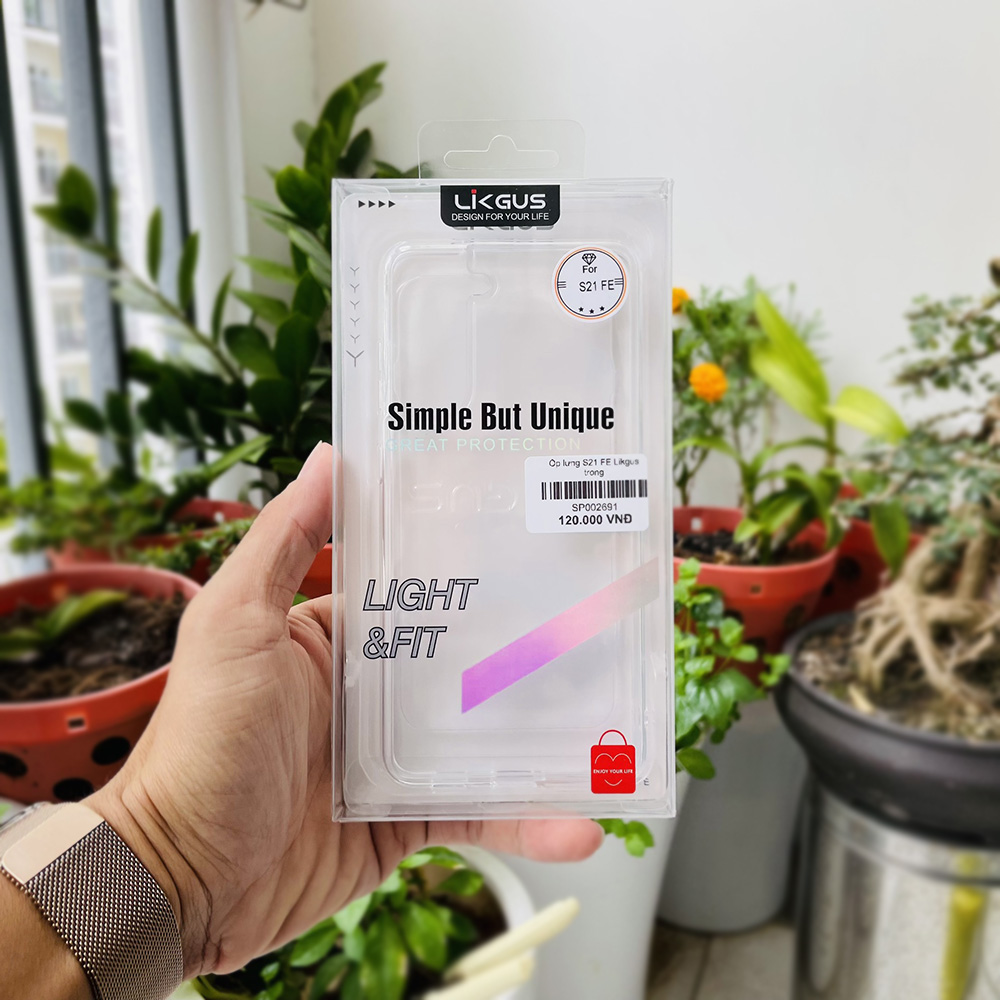 LIKGUS
DESIGN FOR YOUR LIFE
For
S21 FE
Simple But Unique
GREAT PROTECTION
Ốp lưng S21 FE Likgus
trong
SP002691
120.000 VNĐ
LIGHT
&FIT
ENJOY YOUR LIFE